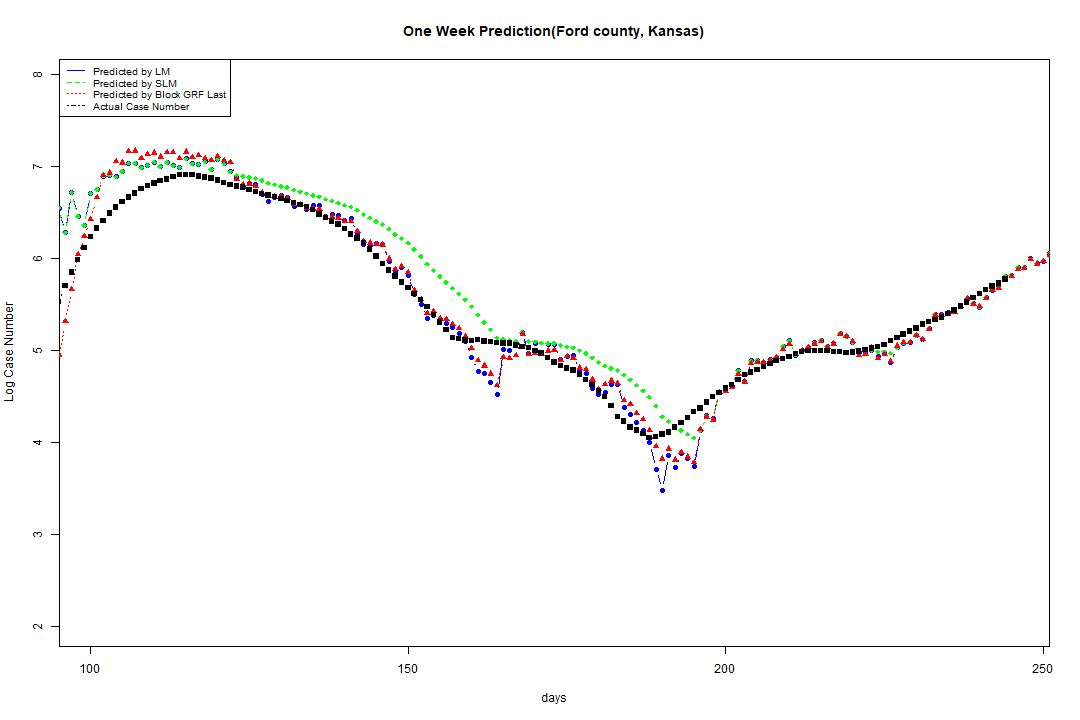 One Week Prediction(Ford county, Kansas)
Predicted by LM
Predicted by SLM
Predicted by Block GRF Last
Actual Case Number
8
7
6
5
4
3
2
Log Case Number
100 150 200 250
days